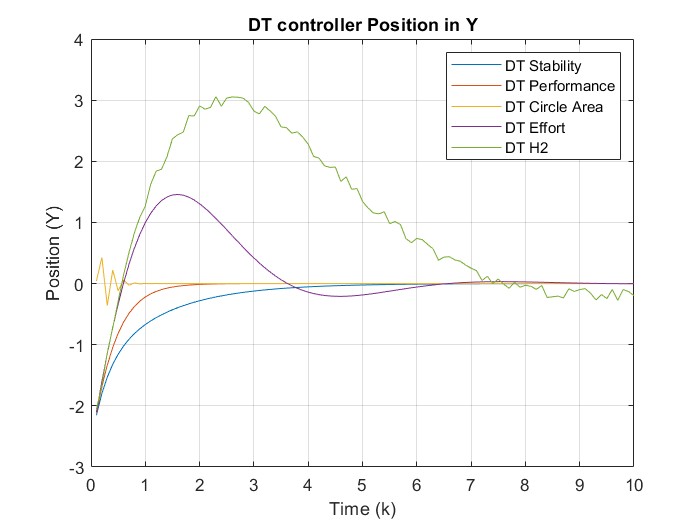 DT controller Position in Y
4
3
2
1
0
-1
-2
-3
Position (Y)
DT Stability
DT Performance
DT Circle Area
DT Effort
DT H2
0 1 2 3 4 5 6 7 8 9 10
Time (k)